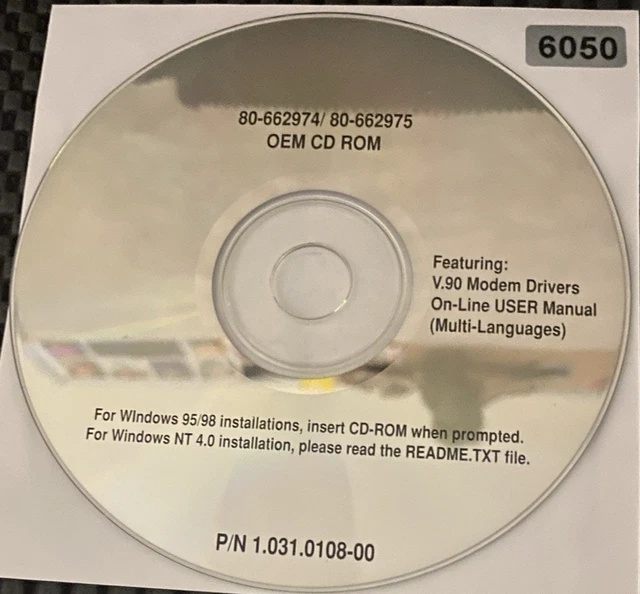 6050
80-662974/ 80-662975
OEM CD ROM
Featuring:
V.90 Modem Drivers
On-Line USER Manual
(Multi-Languages)
For WIndows 95/98 installations, insert CD-ROM when prompted.
For Windows NT 4.0 installation, please read the README.TXT file.
P/N 1.031.0108-00